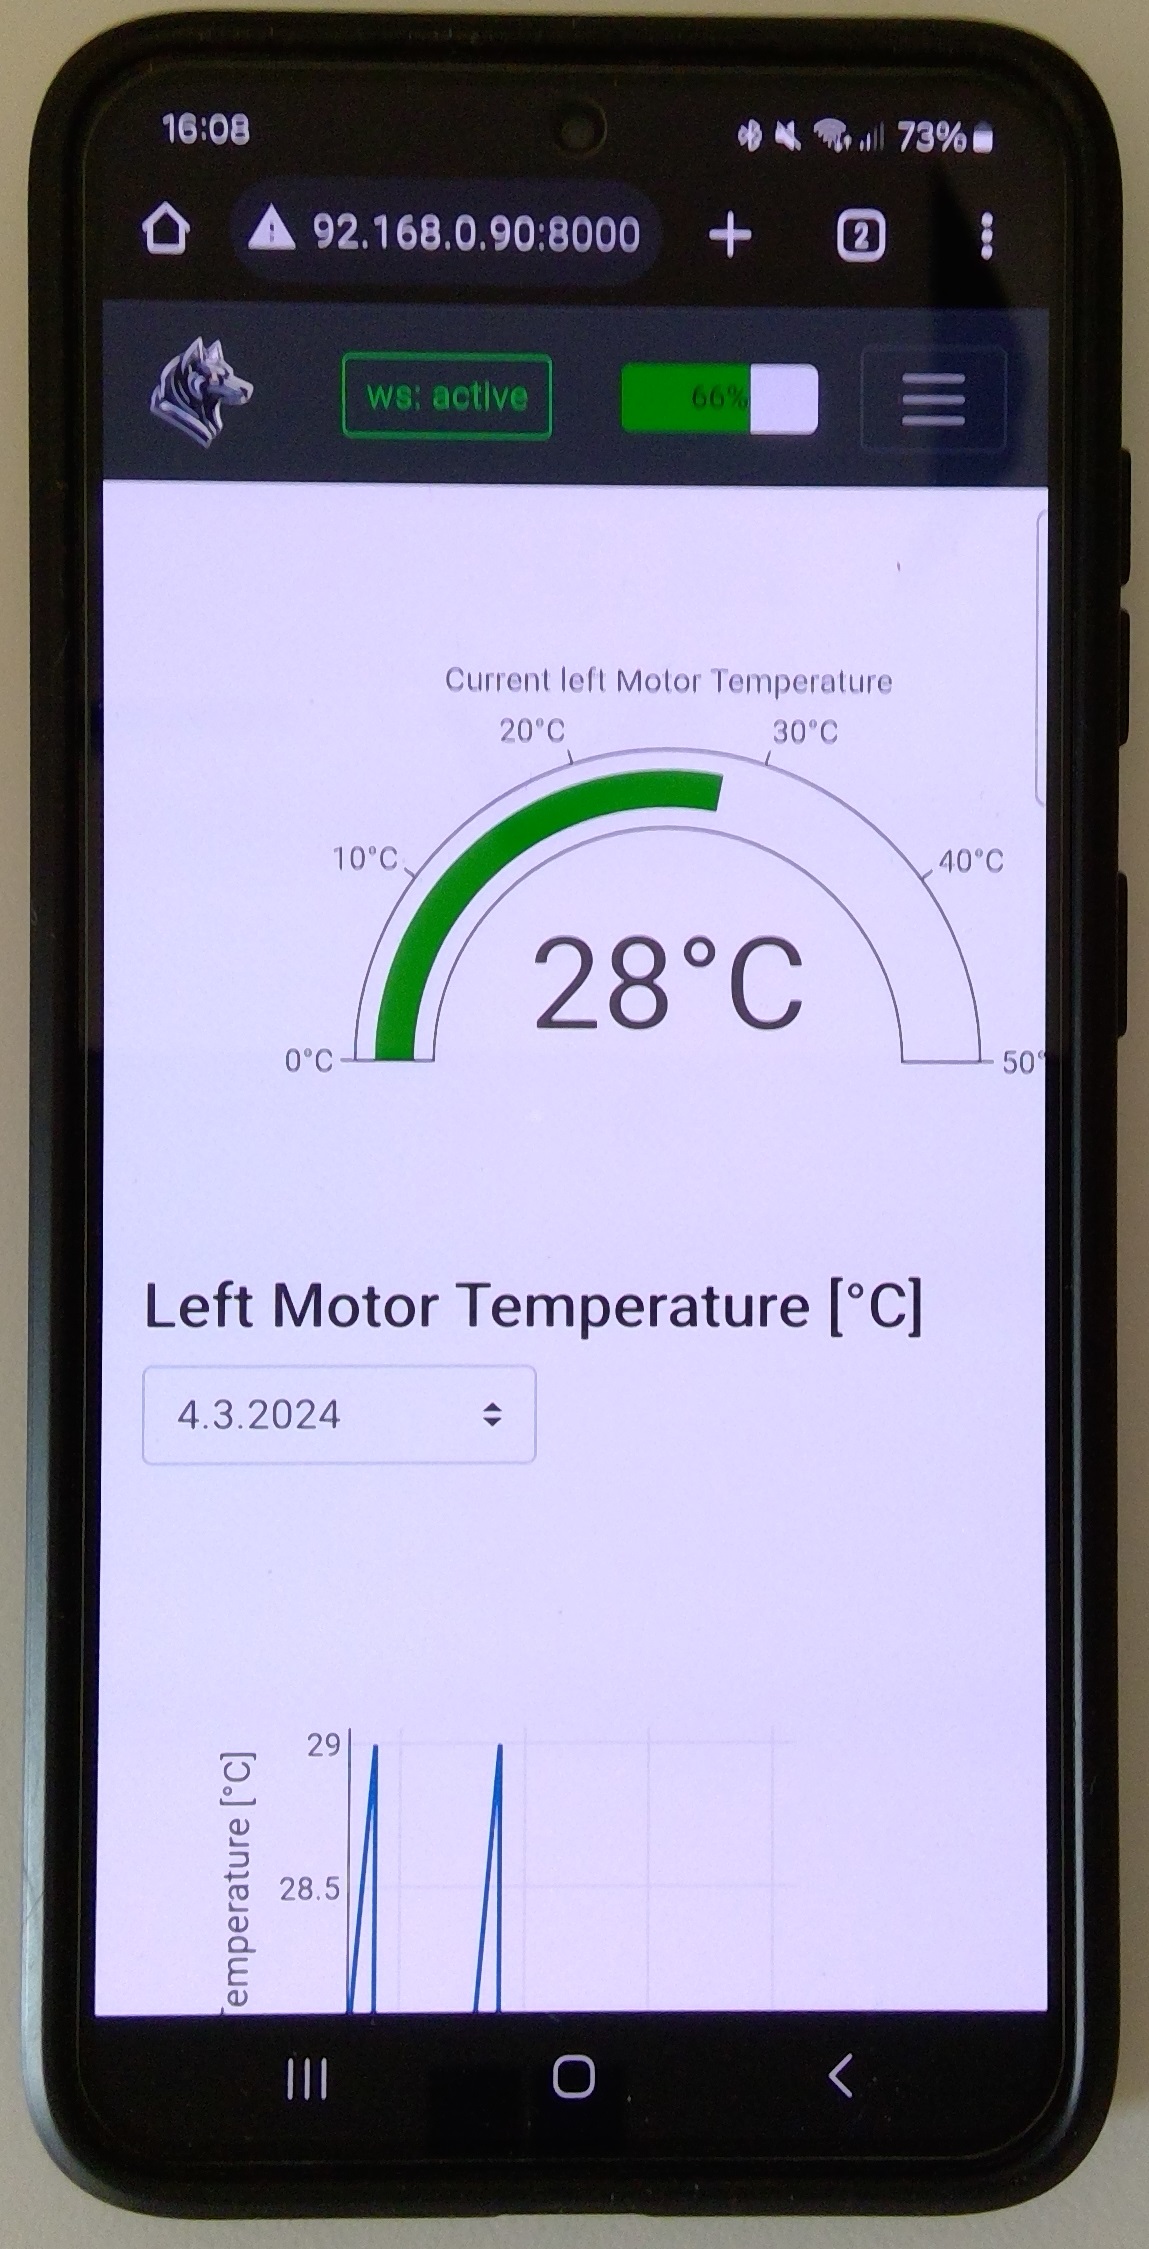 16:08 73%
92.168.0.90:8000 2
ws: active 66%
Current left Motor Temperature
20°C 30°C
10°C 40°C
28°C
0°C 50°
Left Motor Temperature [°C]
4.3.2024
29
28.5
emperature [°C]